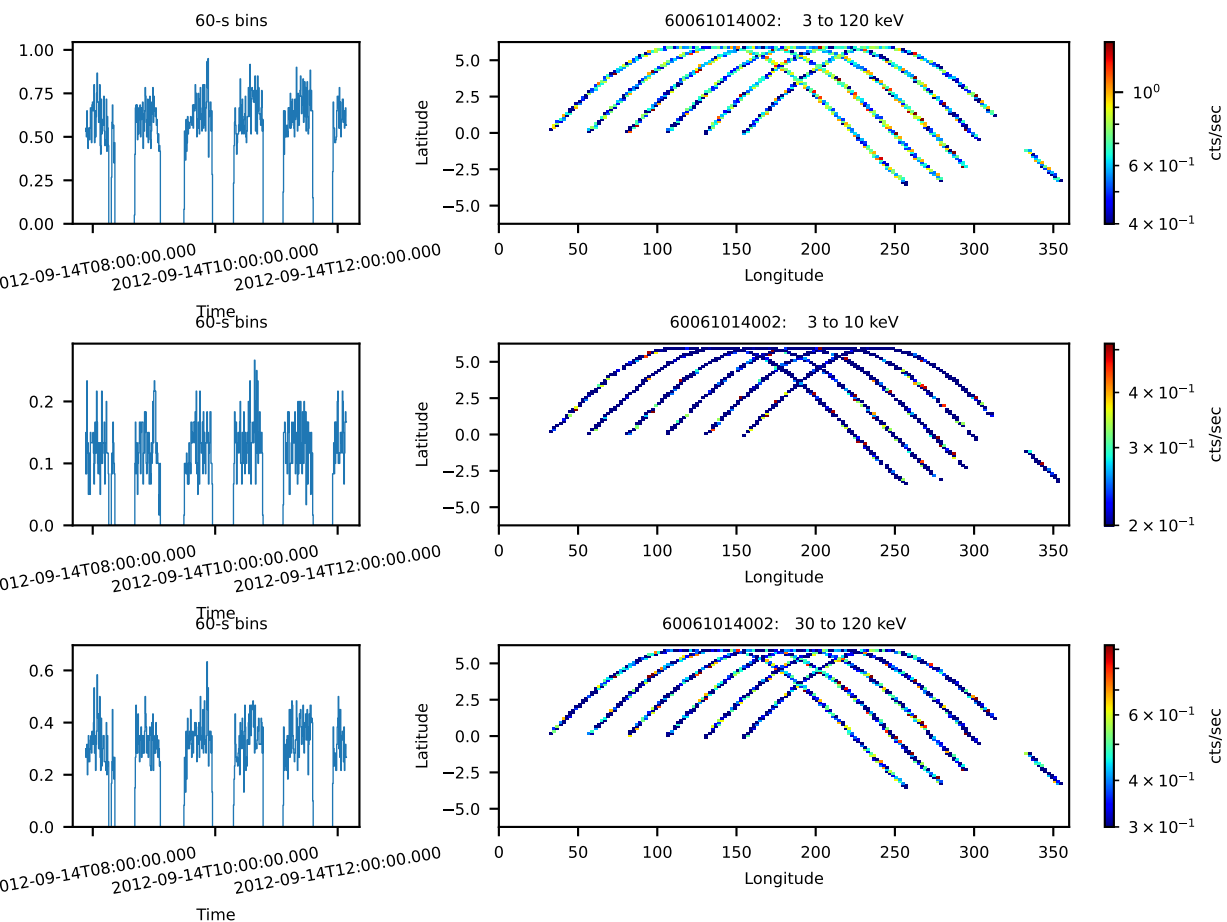 60-s bins
60061014002: 3 to 120 keV
1.00
0.75
0.50
0.25
0.00
012-09-14T08:00:00.000
2012-09-14T10:00:00.000
2012-09-14T12:00:00.000
Time
Latitude
5.0
2.5
0.0
−2.5
−5.0
0 50 100 150 200 250 300 350
Longitude
10⁰
6 × 10⁻¹
4 × 10⁻¹
cts/sec
60-s bins
60061014002: 3 to 10 keV
0.2
0.1
0.0
012-09-14T08:00:00.000
2012-09-14T10:00:00.000
2012-09-14T12:00:00.000
Time
Latitude
5.0
2.5
0.0
−2.5
−5.0
0 50 100 150 200 250 300 350
Longitude
4 × 10⁻¹
3 × 10⁻¹
2 × 10⁻¹
cts/sec
60-s bins
60061014002: 30 to 120 keV
0.6
0.4
0.2
0.0
012-09-14T08:00:00.000
2012-09-14T10:00:00.000
2012-09-14T12:00:00.000
Time
Latitude
5.0
2.5
0.0
−2.5
−5.0
0 50 100 150 200 250 300 350
Longitude
6 × 10⁻¹
4 × 10⁻¹
3 × 10⁻¹
cts/sec